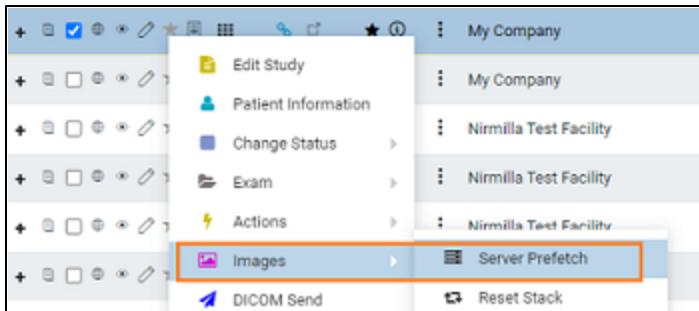 My Company
Edit Study
My Company
Patient Information
Change Status
Nirmilla Test Facility
Exam
Nirmilla Test Facility
Actions
Nirmilla Test Facility
Images
Server Prefetch
DICOM Send
Reset Stack